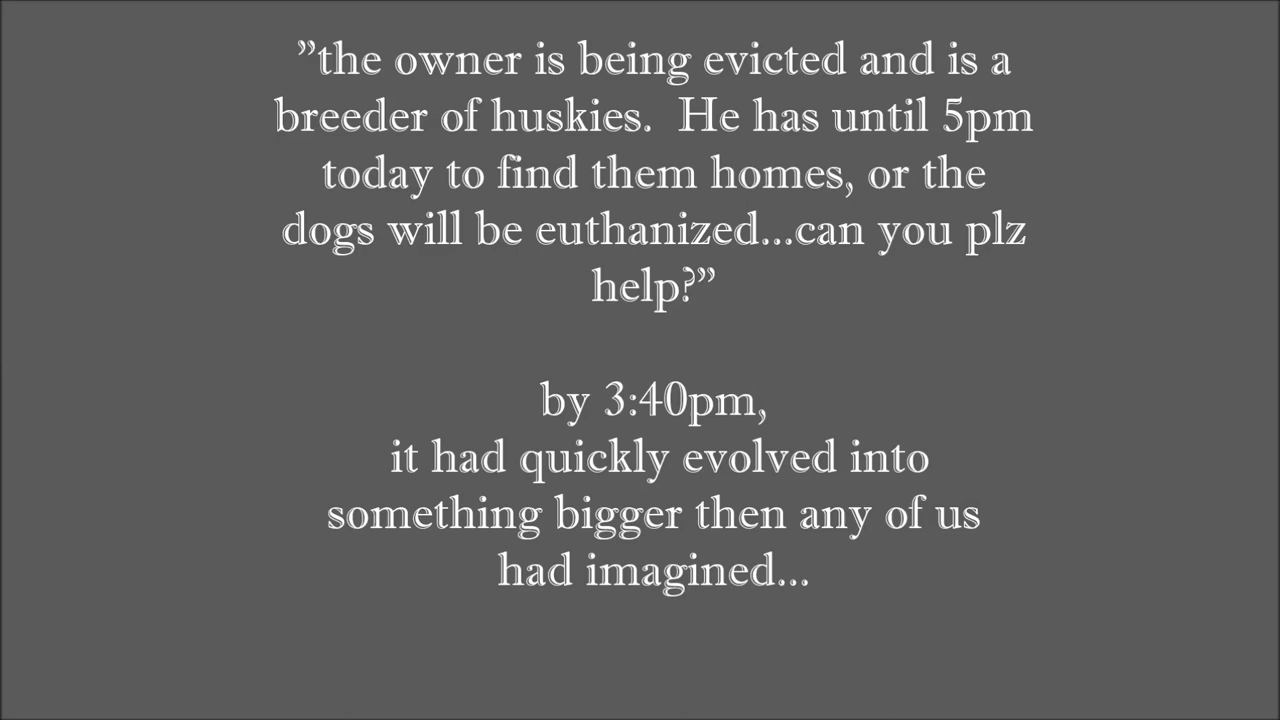 ”the owner is being evicted and is a
breeder of huskies.  He has until 5pm
today to find them homes, or the
dogs will be euthanized...can you plz
help?”
by 3:40pm,
it had quickly evolved into
something bigger then any of us
had imagined...